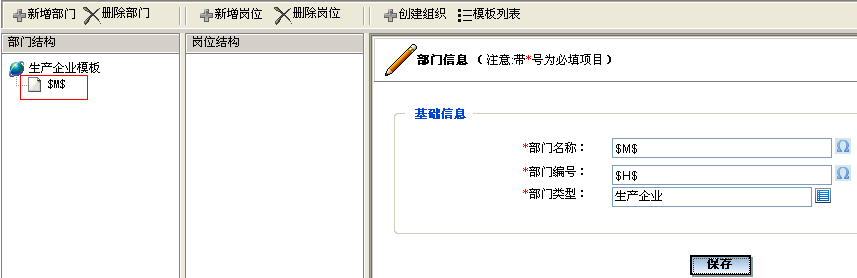 新增部门 删除部门 新增岗位 删除岗位 创建组织 模板列表
部门结构 岗位结构
生产企业模板
$M$
部门信息 （注意:带*号为必填项目）
基础信息
*部门名称： $M$
*部门编号： $H$
*部门类型： 生产企业
保存